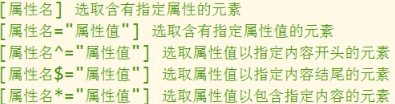 [属性名] 选取含有指定属性的元素
[属性名="属性值"] 选取含有指定属性值的元素
[属性名^="属性值"] 选取属性值以指定内容开头的元素
[属性名$="属性值"] 选取属性值以指定内容结尾的元素
[属性名*="属性值"] 选取属性值以包含指定内容的元素